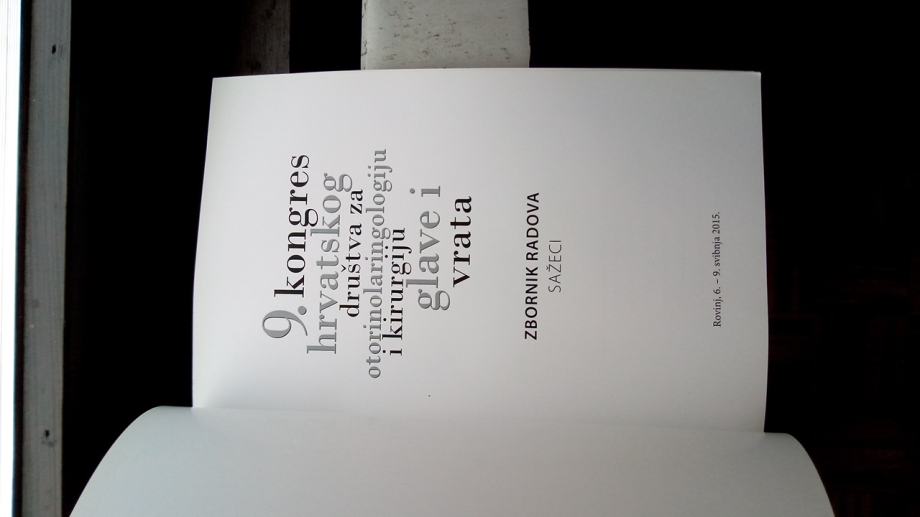 9. kongres
hrvatskog
društva za
otorinolaringologiju
i kirurgiju
glave i
vrata
ZBORNIK RADOVA
SAŽECI
Rovinj, 6. – 9. svibnja 2015.